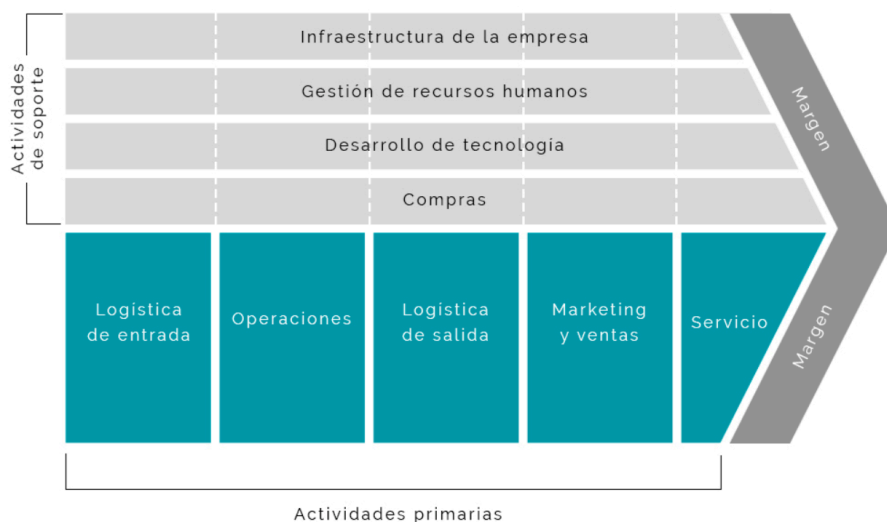 Actividades
de soporte
Infraestructura de la empresa
Gestión de recursos humanos
Desarrollo de tecnología
Compras
Margen
Logistica
de entrada
Operaciones
Logistica
de salida
Marketing
y ventas
Servicio
Margen
Actividades primarias